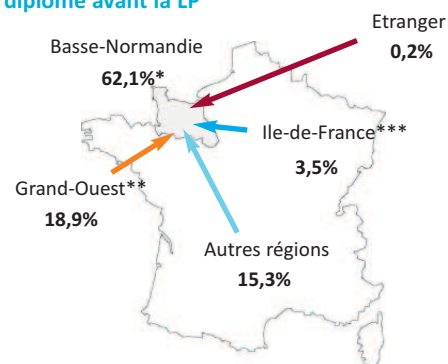 diplômé avant la LP
Etranger
0,2%
Basse-Normandie
62,1%*
Ile-de-France***
3,5%
Grand-Ouest**
18,9%
Autres régions
15,3%